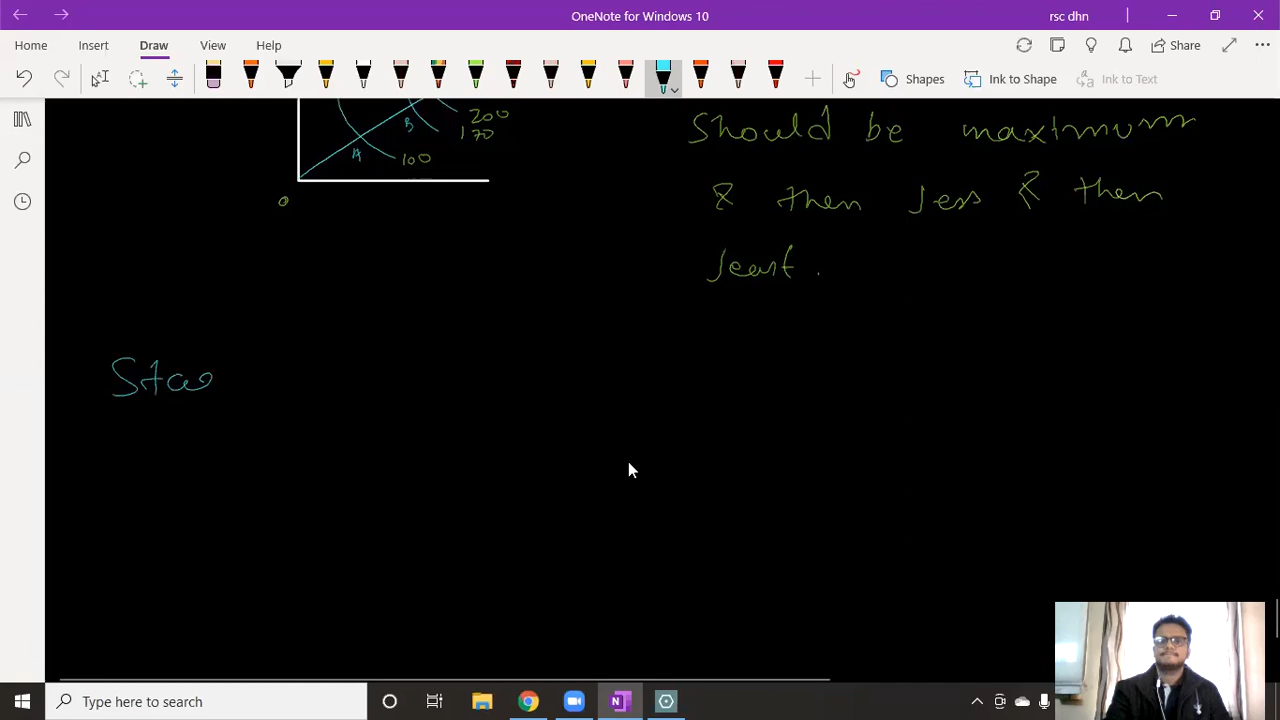 OneNote for Windows 10
rsc dhn
Home Insert Draw View Help
Share
Shapes
Ink to Shape
Ink to Text
200
170
B
A
100
0
Should be maximum
& then less & then
least .
Sta
Type here to search